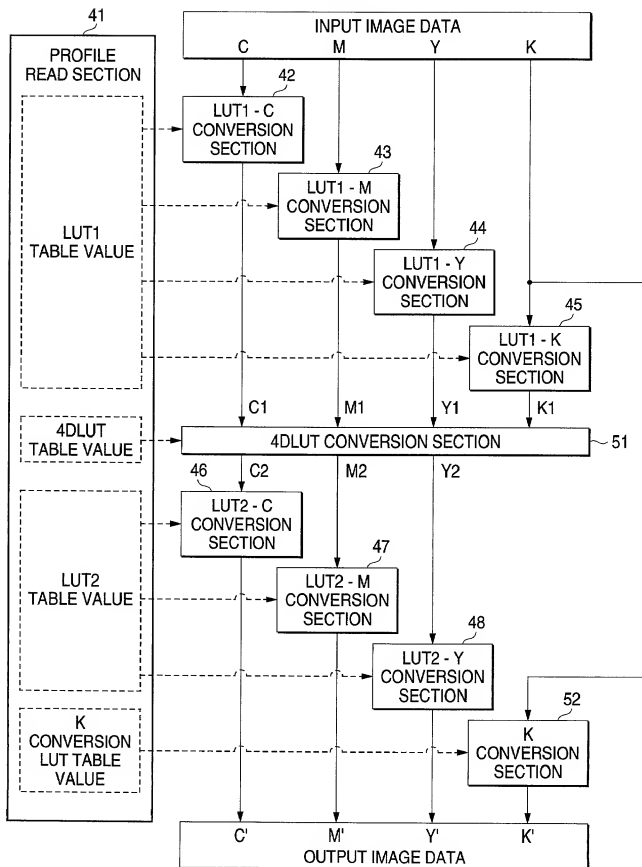 41
PROFILE
READ SECTION
INPUT IMAGE DATA
C M Y K
42
LUT1 - C
CONVERSION
SECTION
43
LUT1 - M
CONVERSION
SECTION
LUT1
TABLE VALUE
44
LUT1 - Y
CONVERSION
SECTION
45
LUT1 - K
CONVERSION
SECTION
C1 M1 Y1 K1
4DLUT
TABLE VALUE
4DLUT CONVERSION SECTION
51
C2 M2 Y2
46
LUT2 - C
CONVERSION
SECTION
47
LUT2 - M
CONVERSION
SECTION
LUT2
TABLE VALUE
48
LUT2 - Y
CONVERSION
SECTION
52
K
CONVERSION
SECTION
K
CONVERSION
LUT TABLE
VALUE
C' M' Y' K'
OUTPUT IMAGE DATA